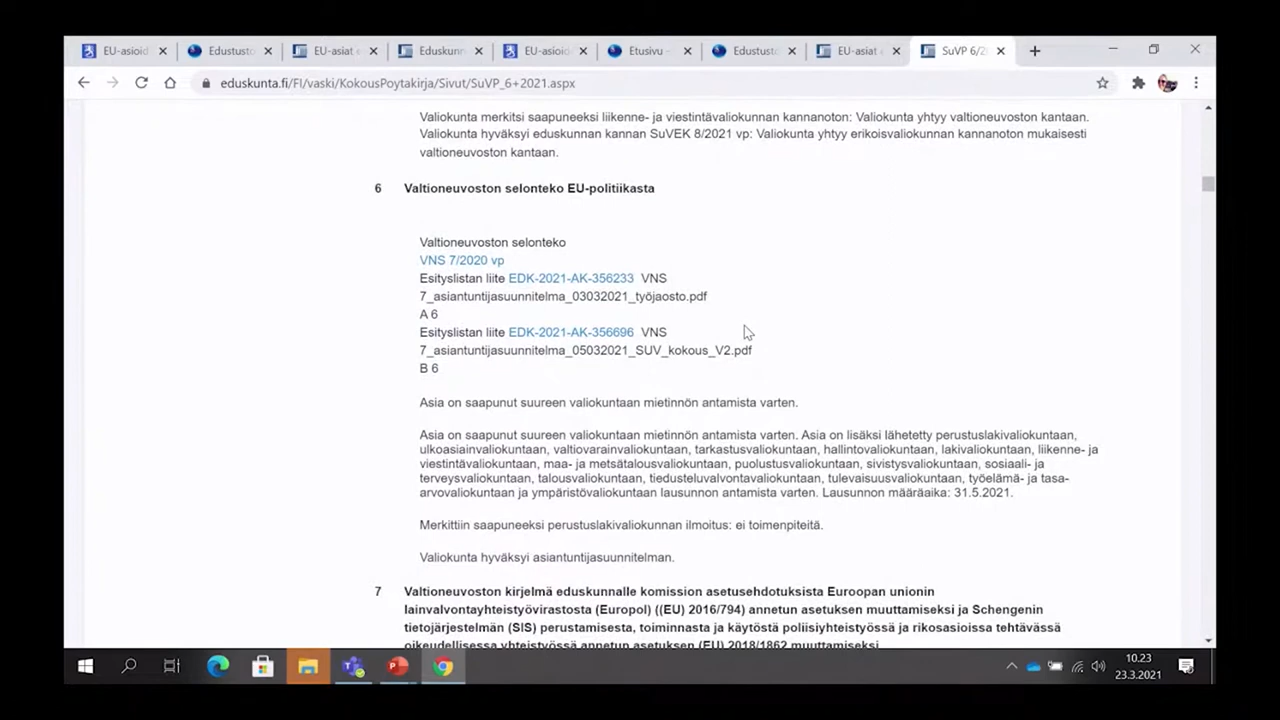 EU-asioid
Edustusto
EU-asiat e
Eduskunn
EU-asioid
Etusivu -
Edustusto
EU-asiat e
SuVP 6/2
eduskunta.fi/FI/vaski/KokousPoytakirja/Sivut/SuVP_6+2021.aspx
Valiokunta merkitsi saapuneeksi liikenne- ja viestintävaliokunnan kannanoton: Valiokunta yhtyy valtioneuvoston kantaan.
Valiokunta hyväksyi eduskunnan kannan SuVEK 8/2021 vp: Valiokunta yhtyy erikoisvaliokunnan kannanoton mukaisesti
valtioneuvoston kantaan.
6 Valtioneuvoston selonteko EU-politiikasta
Valtioneuvoston selonteko
VNS 7/2020 vp
Esityslistan liite EDK-2021-AK-356233 VNS
7_asiantuntijasuunnitelma_03032021_työjaosto.pdf
A 6
Esityslistan liite EDK-2021-AK-356696 VNS
7_asiantuntijasuunnitelma_05032021_SUV_kokous_V2.pdf
B 6
Asia on saapunut suureen valiokuntaan mietinnön antamista varten.
Asia on saapunut suureen valiokuntaan mietinnön antamista varten. Asia on lisäksi lähetetty perustuslakivaliokuntaan,
ulkoasiainvaliokuntaan, valtiovarainvaliokuntaan, tarkastusvaliokuntaan, hallintovaliokuntaan, lakivaliokuntaan, liikenne- ja
viestintävaliokuntaan, maa- ja metsätalousvaliokuntaan, puolustusvaliokuntaan, sivistysvaliokuntaan, sosiaali- ja
terveysvaliokuntaan, talousvaliokuntaan, tiedusteluvalvontavaliokuntaan, tulevaisuusvaliokuntaan, työelämä- ja tasa-
arvovaliokuntaan ja ympäristövaliokuntaan lausunnon antamista varten. Lausunnon määräaika: 31.5.2021.
Merkittiin saapuneeksi perustuslakivaliokunnan ilmoitus: ei toimenpiteitä.
Valiokunta hyväksyi asiantuntijasuunnitelman.
7 Valtioneuvoston kirjelmä eduskunnalle komission asetusehdotuksista Euroopan unionin
lainvalvontayhteistyövirastosta (Europol) ((EU) 2016/794) annetun asetuksen muuttamiseksi ja Schengenin
tietojärjestelmän (SIS) perustamisesta, toiminnasta ja käytöstä poliisiyhteistyössä ja rikosasioissa tehtävässä
oikeudellisessa yhteistyössä annetun asetuksen (EU) 2018/1862 muuttamiseksi
10.23
23.3.2021